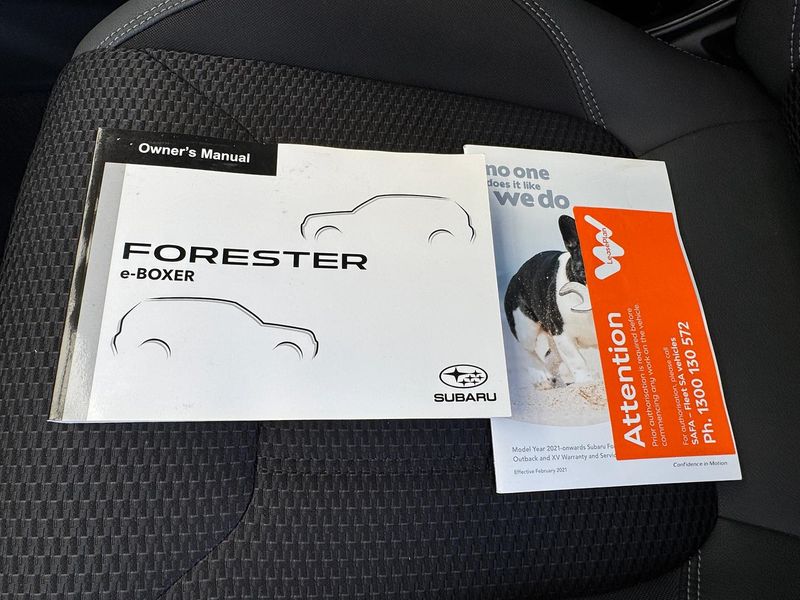 Owner's Manual
FORESTER
e-BOXER
SUBARU
no one
does it like
we do
LeasePlan
Attention
Prior authorisation is required before
commencing any work on the vehicle.
For authorisation, please call
SAFA – Fleet SA vehicles
Ph. 1300 130 572
Model Year 2021-onwards Subaru
Outback and XV Warranty and
Effective February 2021
Confidence in Motion